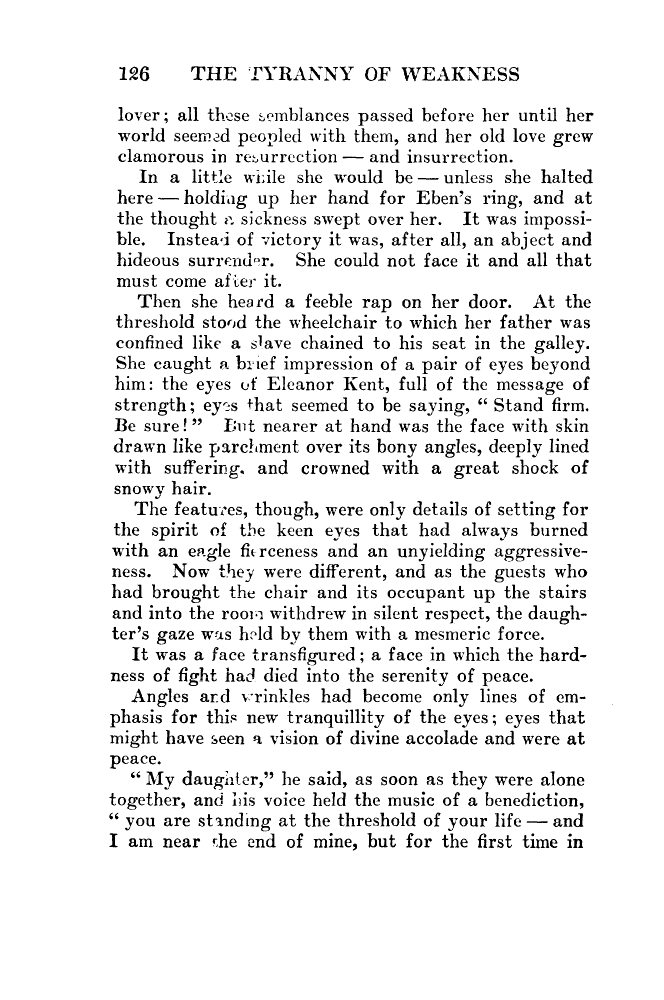 126 THE TYRANNY OF WEAKNESS
lover; all these semblances passed before her until her
world seemed peopled with them, and her old love grew
clamorous in resurrection — and insurrection.
In a little while she would be — unless she halted
here — holding up her hand for Eben's ring, and at
the thought a sickness swept over her. It was impossi-
ble. Instead of victory it was, after all, an abject and
hideous surrender. She could not face it and all that
must come after it.
Then she heard a feeble rap on her door. At the
threshold stood the wheelchair to which her father was
confined like a slave chained to his seat in the galley.
She caught a brief impression of a pair of eyes beyond
him: the eyes of Eleanor Kent, full of the message of
strength; eyes that seemed to be saying, "Stand firm.
Be sure!" But nearer at hand was the face with skin
drawn like parchment over its bony angles, deeply lined
with suffering, and crowned with a great shock of
snowy hair.
The features, though, were only details of setting for
the spirit of the keen eyes that had always burned
with an eagle fierceness and an unyielding aggressive-
ness. Now they were different, and as the guests who
had brought the chair and its occupant up the stairs
and into the room withdrew in silent respect, the daugh-
ter's gaze was held by them with a mesmeric force.
It was a face transfigured; a face in which the hard-
ness of fight had died into the serenity of peace.
Angles and wrinkles had become only lines of em-
phasis for this new tranquillity of the eyes; eyes that
might have seen a vision of divine accolade and were at
peace.
"My daughter," he said, as soon as they were alone
together, and his voice held the music of a benediction,
"you are standing at the threshold of your life — and
I am near the end of mine, but for the first time in